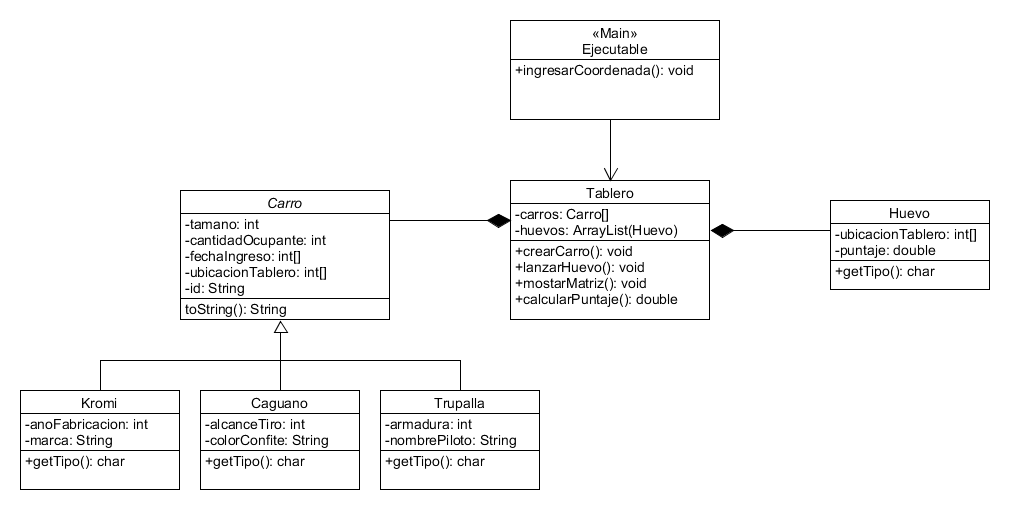 «Main»
Ejecutable
+ingresarCoordenada(): void
Carro
-tamano: int
-cantidadOcupante: int
-fechaIngreso: int[]
-ubicacionTablero: int[]
-id: String
toString(): String
Tablero
-carros: Carro[]
-huevos: ArrayList(Huevo)
+crearCarro(): void
+lanzarHuevo(): void
+mostarMatriz(): void
+calcularPuntaje(): double
Huevo
-ubicacionTablero: int[]
-puntaje: double
+getTipo(): char
Kromi
-anoFabricacion: int
-marca: String
+getTipo(): char
Caguano
-alcanceTiro: int
-colorConfite: String
+getTipo(): char
Trupalla
-armadura: int
-nombrePiloto: String
+getTipo(): char